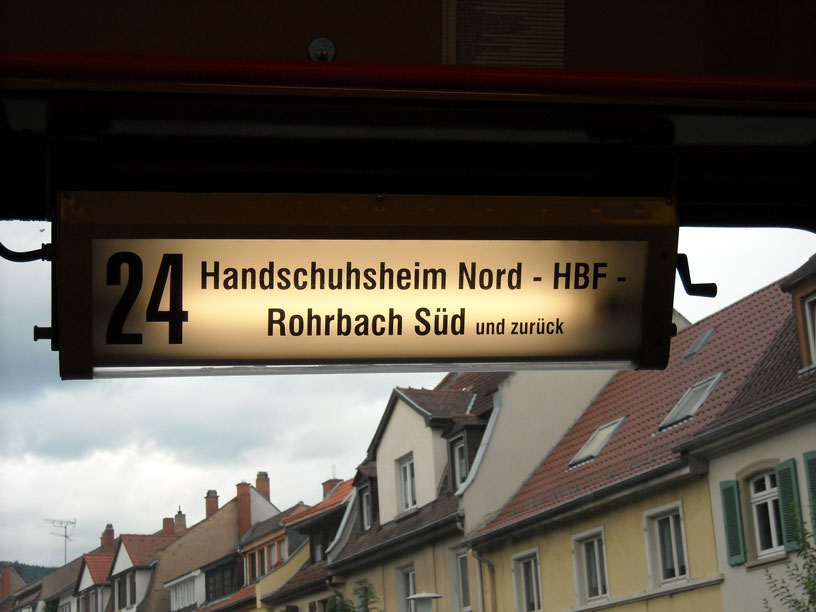 24 Handschuhsheim Nord - HBF -
Rohrbach Süd und zurück